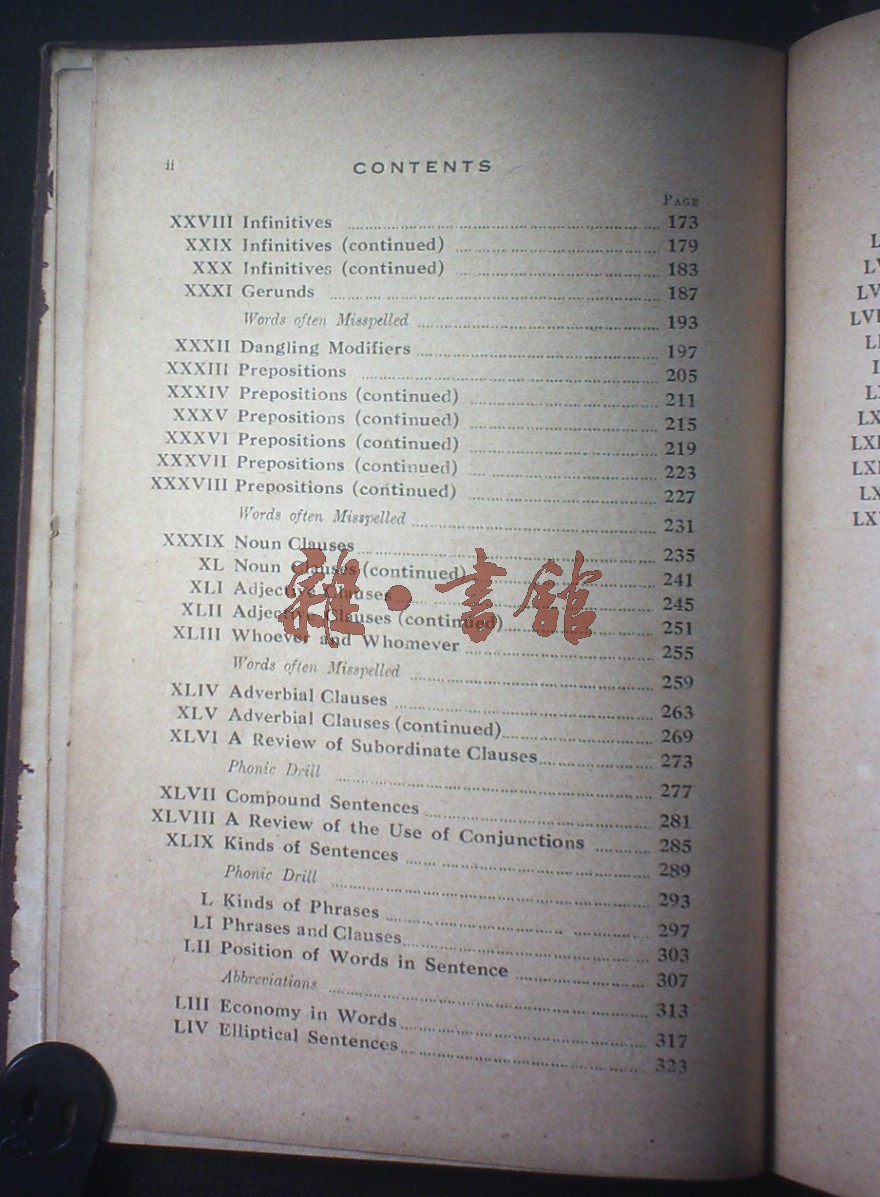 ii CONTENTS
PAGE
XXVIII Infinitives 173
XXIX Infinitives (continued) 179
XXX Infinitives (continued) 183
XXXI Gerunds 187
Words often Misspelled 193
XXXII Dangling Modifiers 197
XXXIII Prepositions 205
XXXIV Prepositions (continued) 211
XXXV Prepositions (continued) 215
XXXVI Prepositions (continued) 219
XXXVII Prepositions (continued) 223
XXXVIII Prepositions (continued) 227
Words often Misspelled 231
XXXIX Noun Clauses 235
XL Noun Clauses (continued) 241
XLI Adjective Clauses 245
XLII Adjective Clauses (continued) 251
XLIII Whoever and Whomever 255
雜·書館
Words often Misspelled 259
XLIV Adverbial Clauses 263
XLV Adverbial Clauses (continued) 269
XLVI A Review of Subordinate Clauses 273
Phonic Drill 277
XLVII Compound Sentences 281
XLVIII A Review of the Use of Conjunctions 285
XLIX Kinds of Sentences 289
Phonic Drill 293
L Kinds of Phrases 297
LI Phrases and Clauses 303
LII Position of Words in Sentence 307
Abbreviations 313
LIII Economy in Words 317
LIV Elliptical Sentences 323